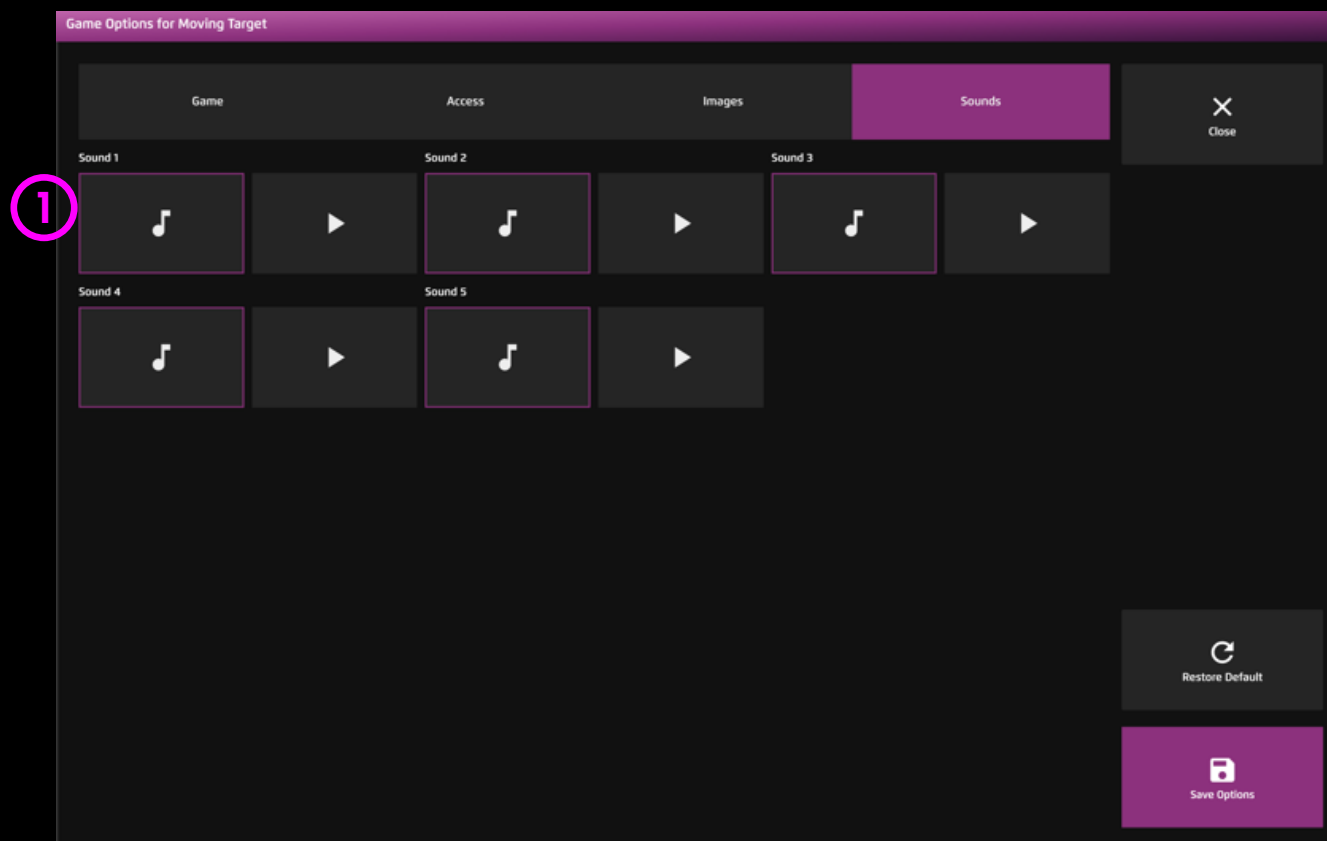 Game Options for Moving Target
Game
Access
Images
Sounds
Close
Sound 1
Sound 2
Sound 3
1
Sound 4
Sound 5
Restore Default
Save Options